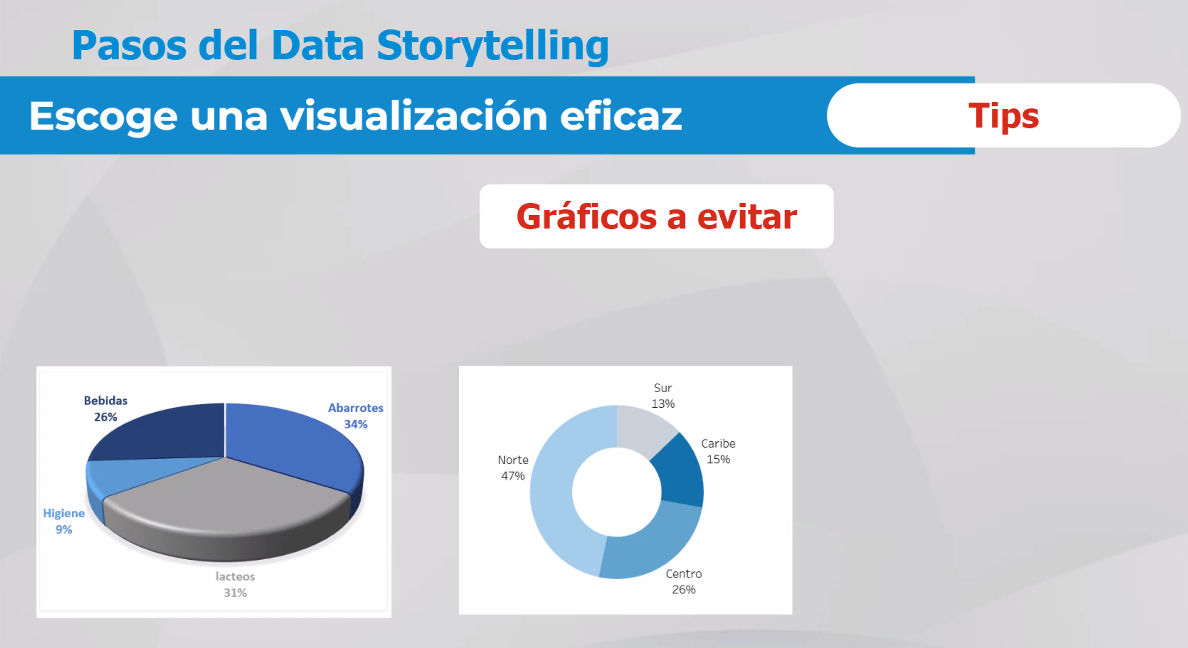 Pasos del Data Storytelling
Escoge una visualización eficaz
Tips
Gráficos a evitar
Bebidas
26%
Abarrotes
34%
Higiene
9%
lacteos
31%
Sur
13%
Caribe
15%
Norte
47%
Centro
26%